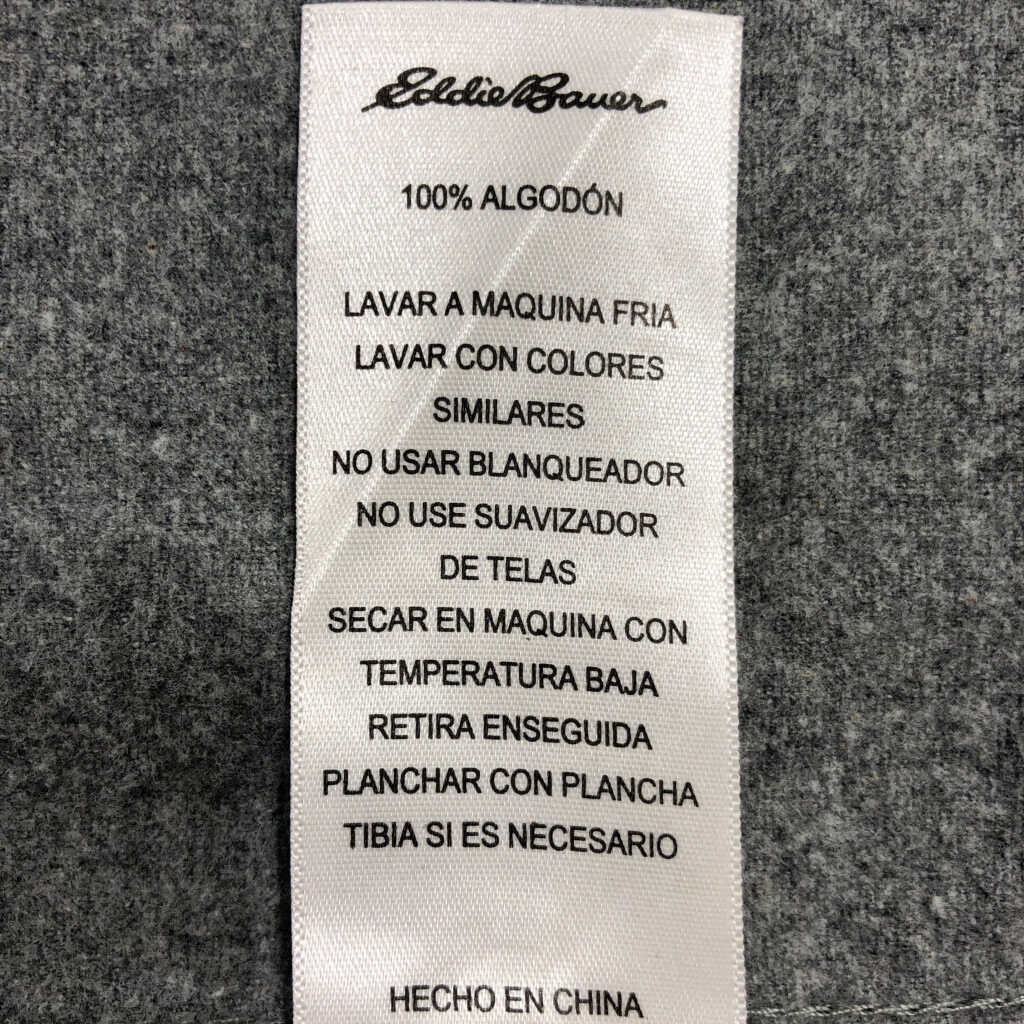 Eddie Bauer
100% ALGODÓN
LAVAR A MAQUINA FRIA
LAVAR CON COLORES
SIMILARES
NO USAR BLANQUEADOR
NO USE SUAVIZADOR
DE TELAS
SECAR EN MAQUINA CON
TEMPERATURA BAJA
RETIRA ENSEGUIDA
PLANCHAR CON PLANCHA
TIBIA SI ES NECESARIO
HECHO EN CHINA